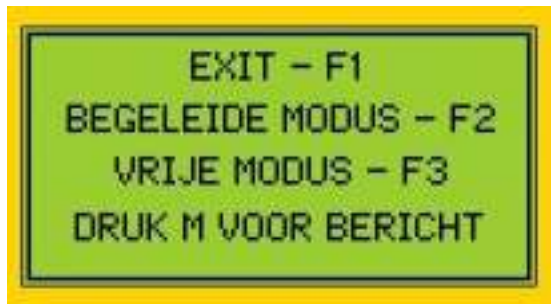 EXIT - F1
BEGELEIDE MODUS - F2
VRIJE MODUS - F3
DRUK M VOOR BERICHT